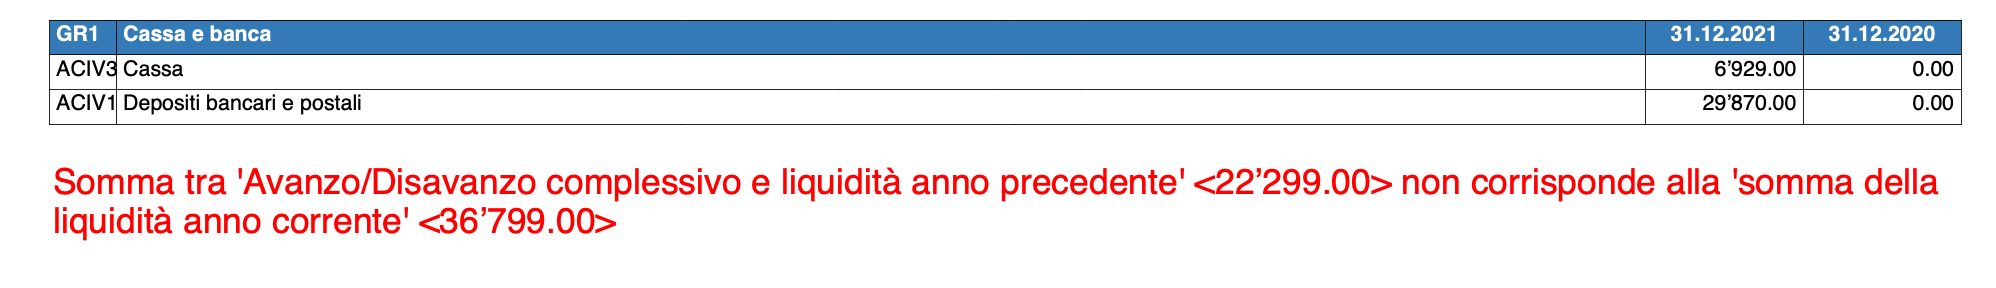 GR1 Cassa e banca 31.12.2021 31.12.2020
ACIV3 Cassa 6’929.00 0.00
ACIV1 Depositi bancari e postali 29’870.00 0.00
Somma tra 'Avanzo/Disavanzo complessivo e liquidità anno precedente' <22’299.00> non corrisponde alla 'somma della
liquidità anno corrente' <36’799.00>